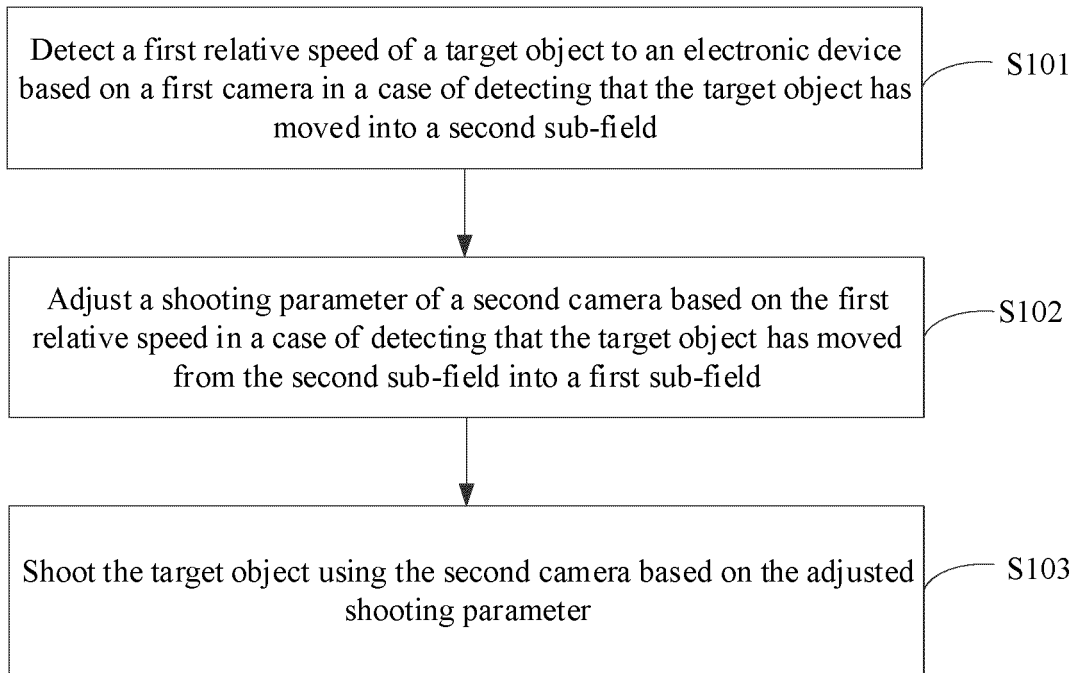 Detect a first relative speed of a target object to an electronic device
based on a first camera in a case of detecting that the target object has
moved into a second sub-field
S101
Adjust a shooting parameter of a second camera based on the first
relative speed in a case of detecting that the target object has moved
from the second sub-field into a first sub-field
S102
Shoot the target object using the second camera based on the adjusted
shooting parameter
S103